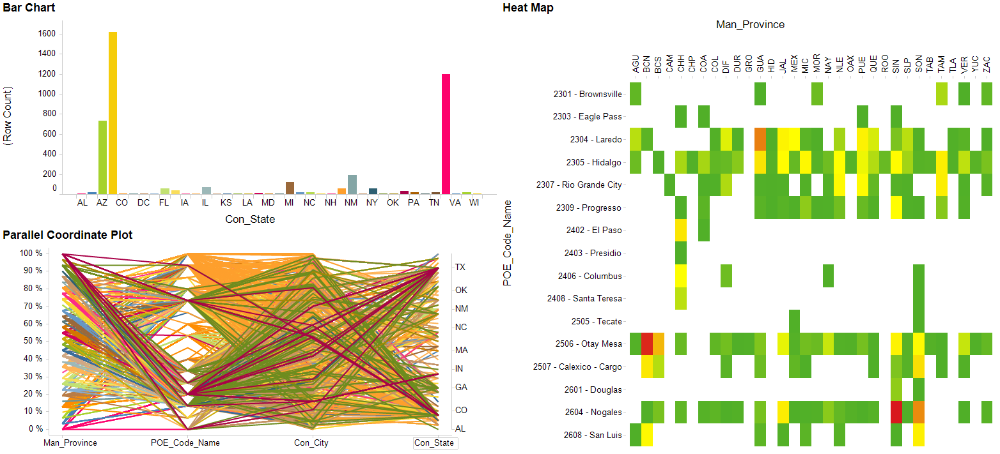 Bar Chart
(Row Count)
1600
1400
1200
1000
800
600
400
200
0
AL AZ CO DC FL IA IL KS LA MD MI NC NH NM NY OK PA TN VA WI
Con_State
Parallel Coordinate Plot
100 %
90 %
80 %
70 %
60 %
50 %
40 %
30 %
20 %
10 %
0 %
TX
OK
NM
NC
MA
IN
GA
CO
AL
Man_Province POE_Code_Name Con_City Con_State
Heat Map
Man_Province
AGU BCN BCS CAM CHH CHP COA COL DIF DUR GRO GUA HID JAL MEX MIC MOR NAY NLE OAX PUE QUE ROO SIN SLP SON TAB TAM TLA VER YUC ZAC
POE_Code_Name
2301 - Brownsville
2303 - Eagle Pass
2304 - Laredo
2305 - Hidalgo
2307 - Rio Grande City
2309 - Progresso
2402 - El Paso
2403 - Presidio
2406 - Columbus
2408 - Santa Teresa
2505 - Tecate
2506 - Otay Mesa
2507 - Calexico - Cargo
2601 - Douglas
2604 - Nogales
2608 - San Luis